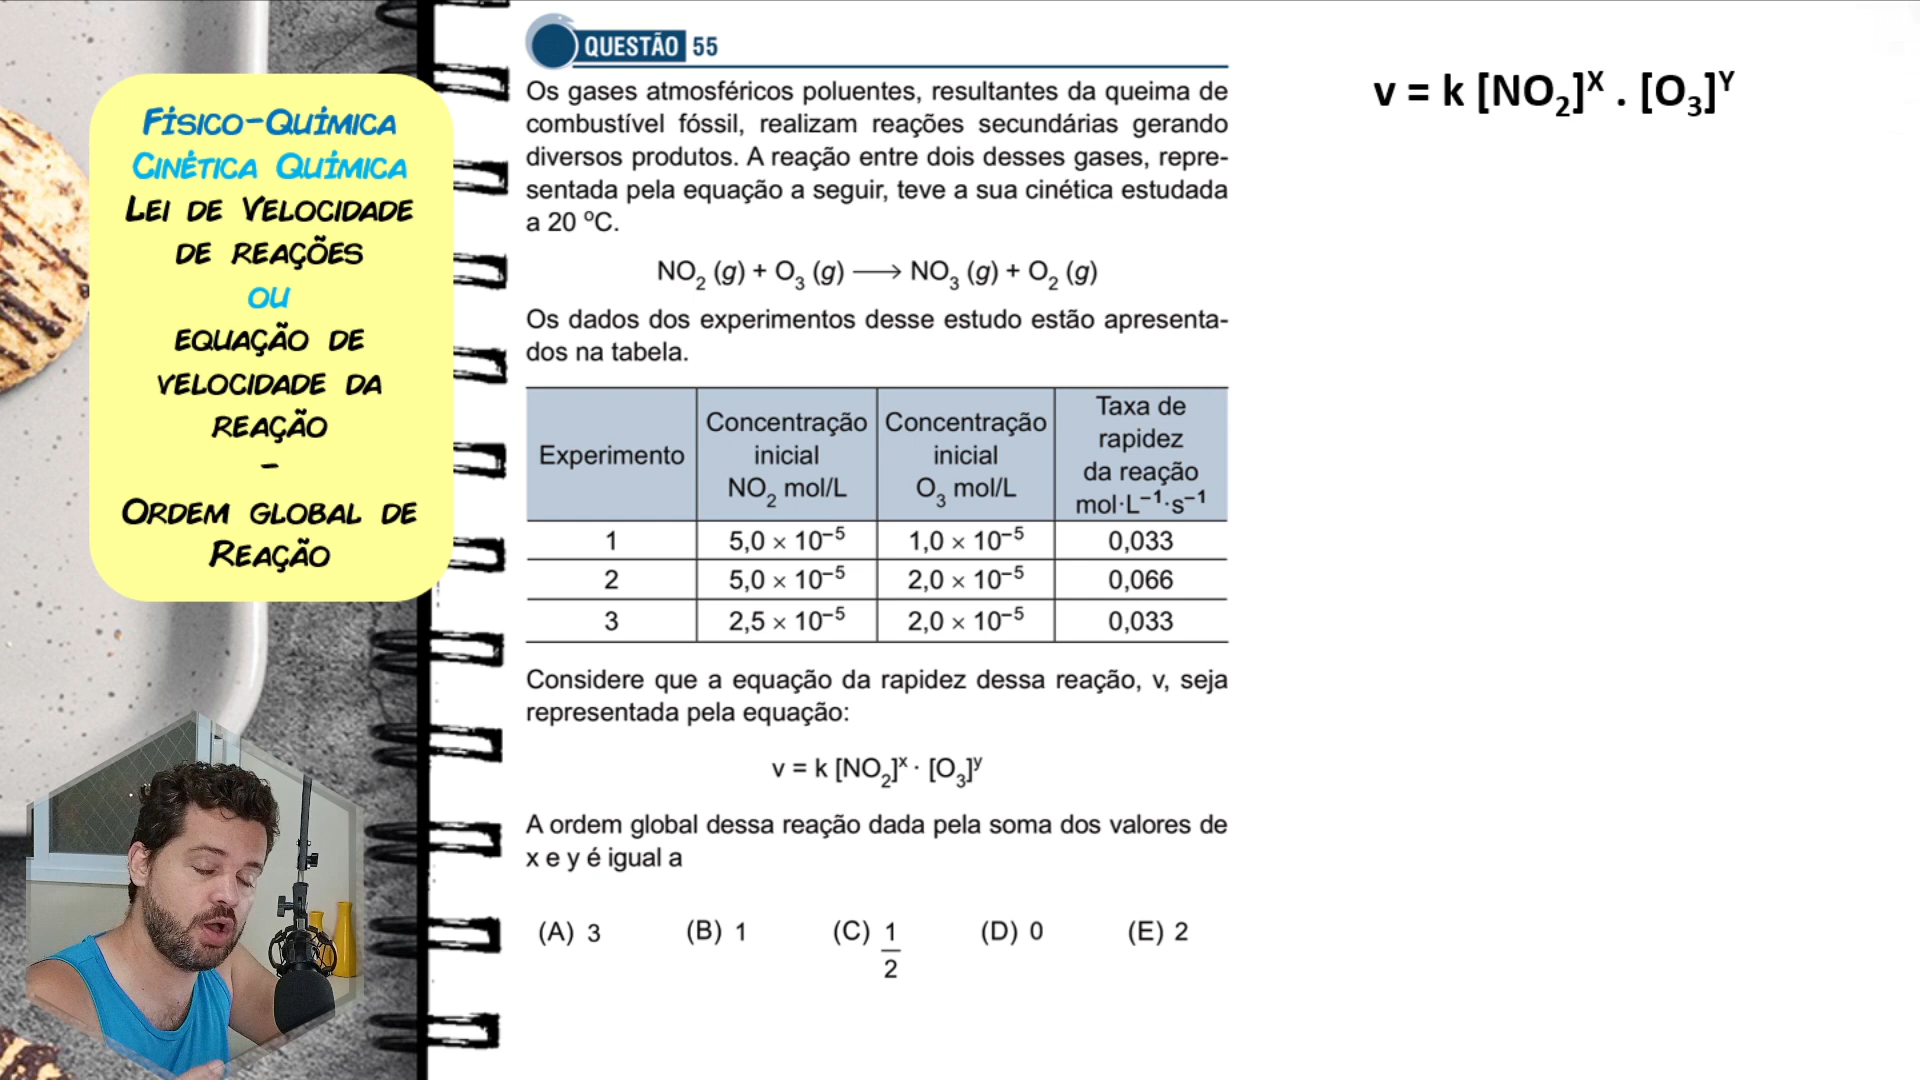 Físico-Química
Cinética Química
Lei de Velocidade
de reações
ou
equação de
velocidade da
reação
-
Ordem global de
Reação
QUESTÃO 55
Os gases atmosféricos poluentes, resultantes da queima de
combustível fóssil, realizam reações secundárias gerando
diversos produtos. A reação entre dois desses gases, repre-
sentada pela equação a seguir, teve a sua cinética estudada
a 20 ºC.
NO₂ (g) + O₃ (g) ⟶ NO₃ (g) + O₂ (g)
Os dados dos experimentos desse estudo estão apresenta-
dos na tabela.
Experimento
Concentração
inicial
NO₂ mol/L
Concentração
inicial
O₃ mol/L
Taxa de
rapidez
da reação
mol·L⁻¹·s⁻¹
1 5,0 × 10⁻⁵ 1,0 × 10⁻⁵ 0,033
2 5,0 × 10⁻⁵ 2,0 × 10⁻⁵ 0,066
3 2,5 × 10⁻⁵ 2,0 × 10⁻⁵ 0,033
Considere que a equação da rapidez dessa reação, v, seja
representada pela equação:
v = k [NO₂]ˣ · [O₃]ʸ
A ordem global dessa reação dada pela soma dos valores de
x e y é igual a
(A) 3 (B) 1 (C) 1/2 (D) 0 (E) 2
v = k [NO₂]^X . [O₃]^Y